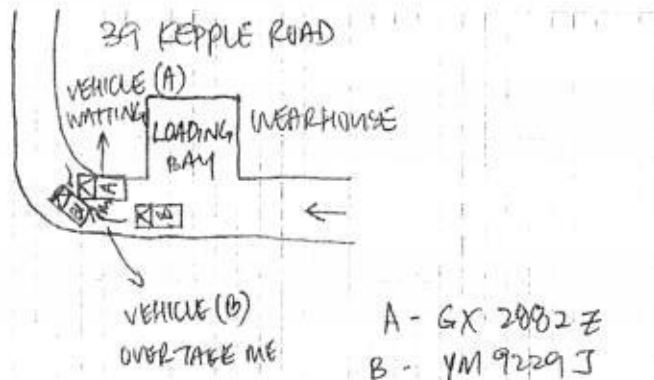 39 KEPPLE ROAD
VEHICLE (A)
WAITING
LOADING
BAY
WEARHOUSE
A
B
B
VEHICLE (B)
OVERTAKE ME
A - GX 2882 Z
B - YM 9229 J